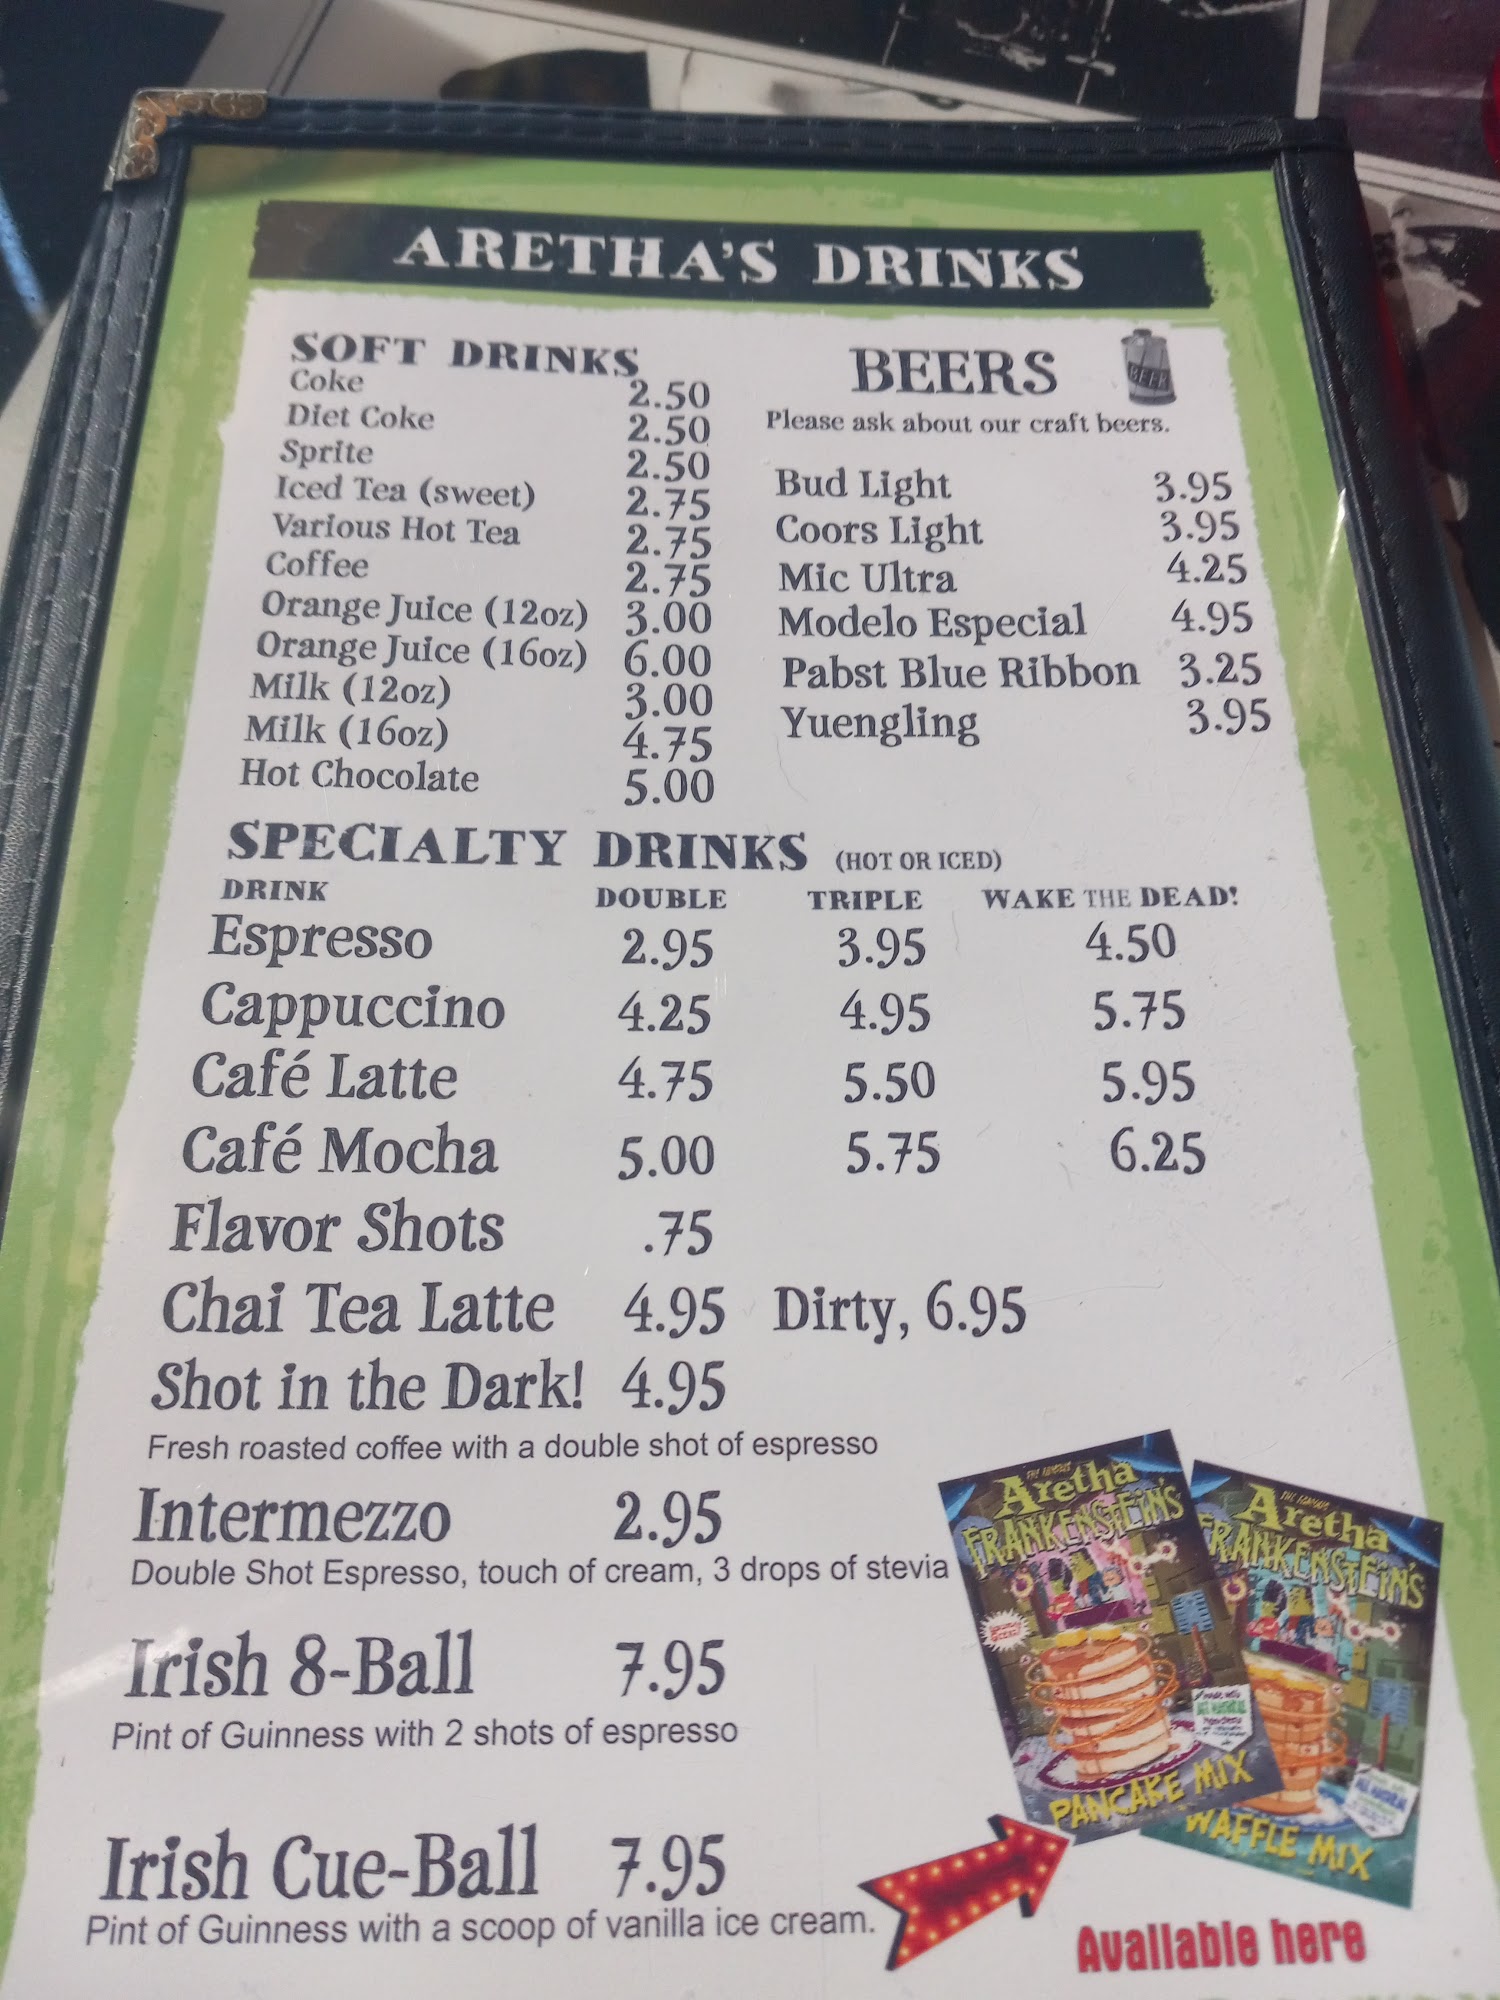 ARETHA'S DRINKS
SOFT DRINKS
Coke 2.50
Diet Coke 2.50
Sprite 2.50
Iced Tea (sweet) 2.75
Various Hot Tea 2.75
Coffee 2.75
Orange Juice (12oz) 3.00
Orange Juice (16oz) 6.00
Milk (12oz) 3.00
Milk (16oz) 4.75
Hot Chocolate 5.00
BEERS
BEER
Please ask about our craft beers.
Bud Light 3.95
Coors Light 3.95
Mic Ultra 4.25
Modelo Especial 4.95
Pabst Blue Ribbon 3.25
Yuengling 3.95
SPECIALTY DRINKS (HOT OR ICED)
DRINK DOUBLE TRIPLE WAKE THE DEAD!
Espresso 2.95 3.95 4.50
Cappuccino 4.25 4.95 5.75
Café Latte 4.75 5.50 5.95
Café Mocha 5.00 5.75 6.25
Flavor Shots .75
Chai Tea Latte 4.95 Dirty, 6.95
Shot in the Dark! 4.95
Fresh roasted coffee with a double shot of espresso
Intermezzo 2.95
Double Shot Espresso, touch of cream, 3 drops of stevia
Irish 8-Ball 7.95
Pint of Guinness with 2 shots of espresso
Irish Cue-Ball 7.95
Pint of Guinness with a scoop of vanilla ice cream.
THE FAMOUS
Aretha
FRANKENSTEIN'S
PANCAKE MIX
THE FAMOUS
Aretha
FRANKENSTEIN'S
ALL NATURAL
WAFFLE MIX
Available here